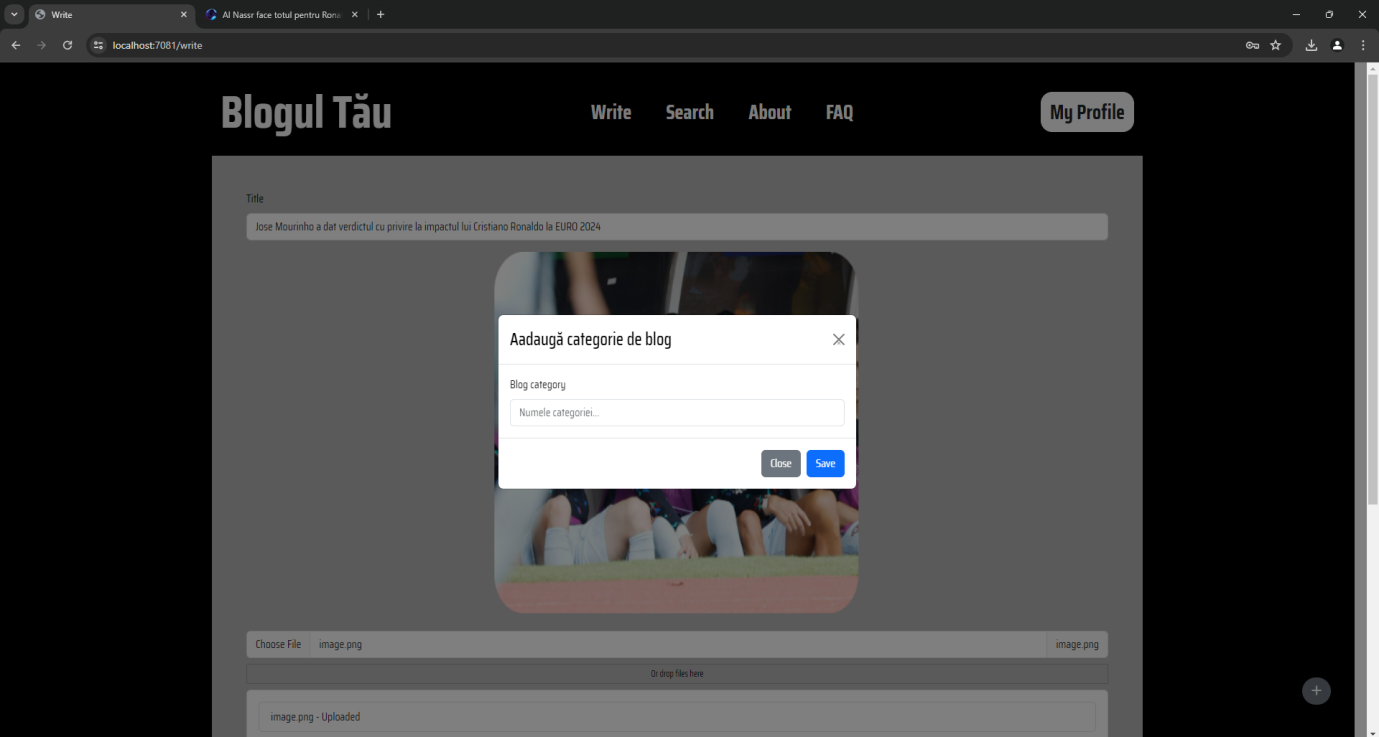 Write
Al Nassr face totul pentru Rona
localhost:7081/write
Blogul Tău
Write
Search
About
FAQ
My Profile
Title
Jose Mourinho a dat verdictul cu privire la impactul lui Cristiano Ronaldo la EURO 2024
Aadaugă categorie de blog
Blog category
Numele categoriei...
Close
Save
Choose File
image.png
image.png
Or drop files here
image.png - Uploaded